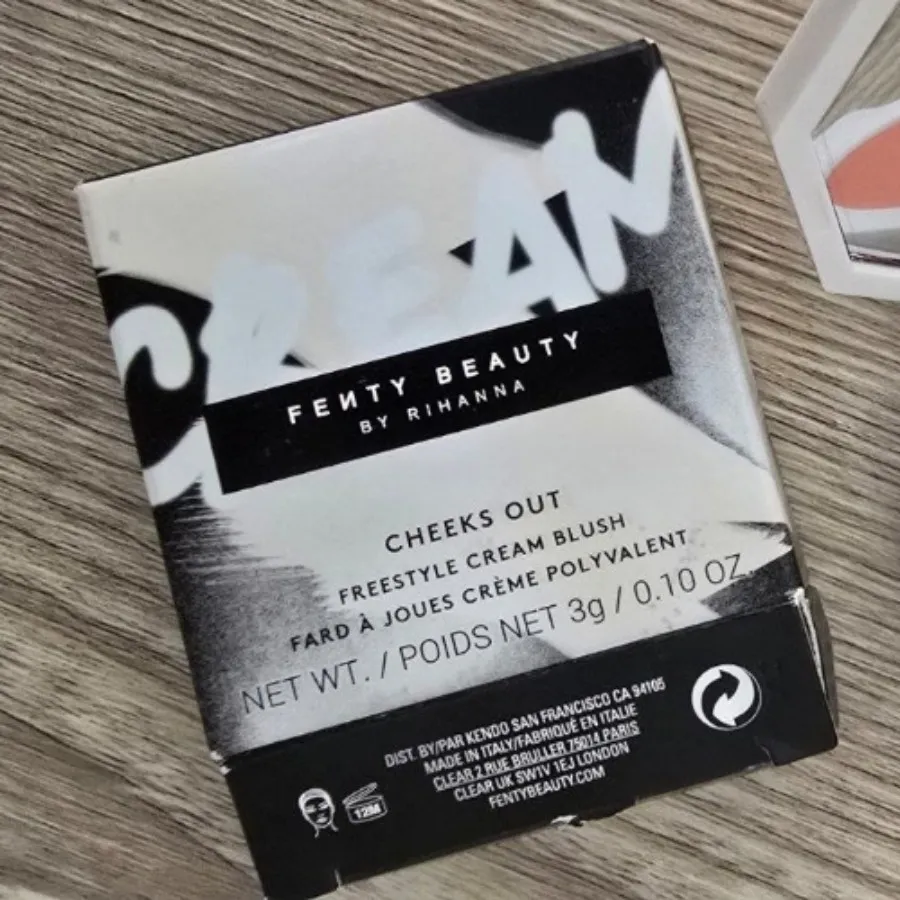 CREAM
FENTY BEAUTY
BY RIHANNA
CHEEKS OUT
FREESTYLE CREAM BLUSH
FARD À JOUES CRÈME POLYVALENT
NET WT. / POIDS NET 3g / 0.10 OZ.
DIST. BY/PAR KENDO SAN FRANCISCO CA 94105
MADE IN ITALY/FABRIQUÉ EN ITALIE
CLEAR 2 RUE BRULLER 75014 PARIS
CLEAR UK SW1V 1EJ LONDON
FENTYBEAUTY.COM
12M